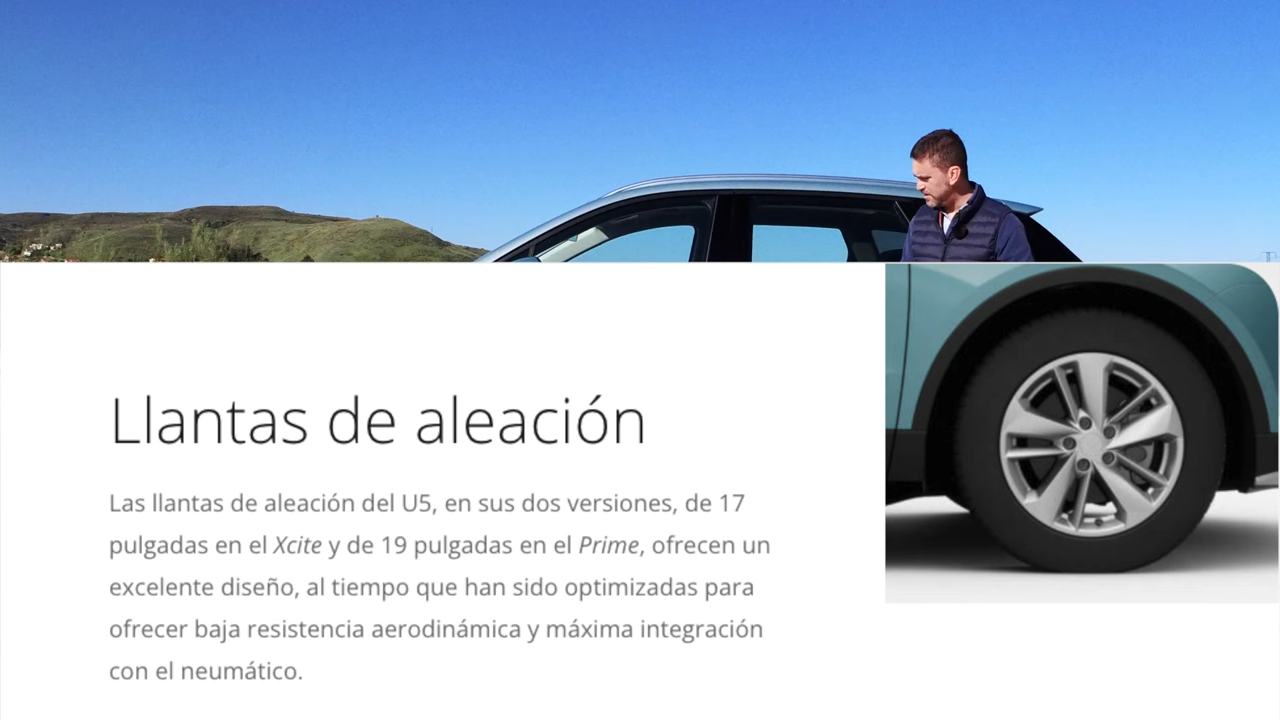 Llantas de aleación
Las llantas de aleación del U5, en sus dos versiones, de 17
pulgadas en el Xcite y de 19 pulgadas en el Prime, ofrecen un
excelente diseño, al tiempo que han sido optimizadas para
ofrecer baja resistencia aerodinámica y máxima integración
con el neumático.